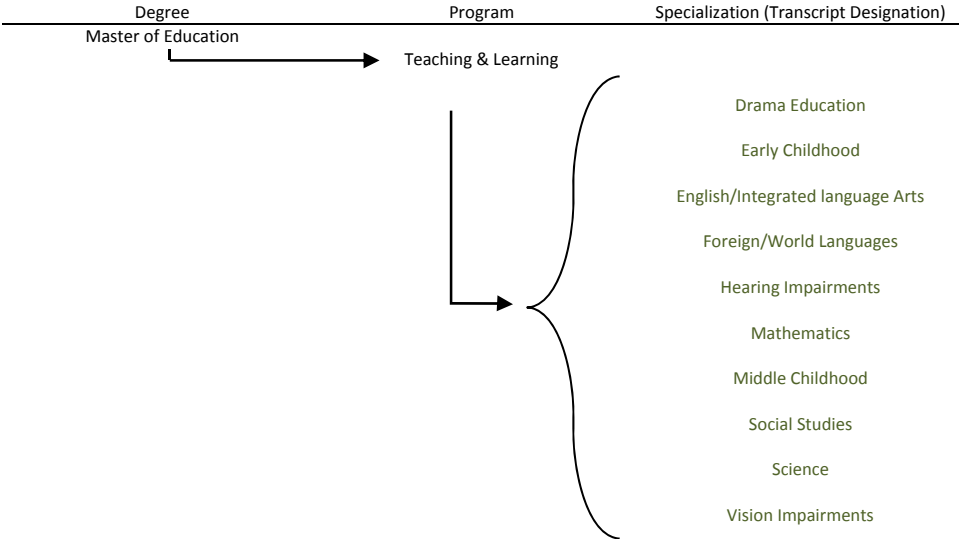 Degree Program Specialization (Transcript Designation)
Master of Education
Teaching & Learning
Drama Education
Early Childhood
English/Integrated language Arts
Foreign/World Languages
Hearing Impairments
Mathematics
Middle Childhood
Social Studies
Science
Vision Impairments